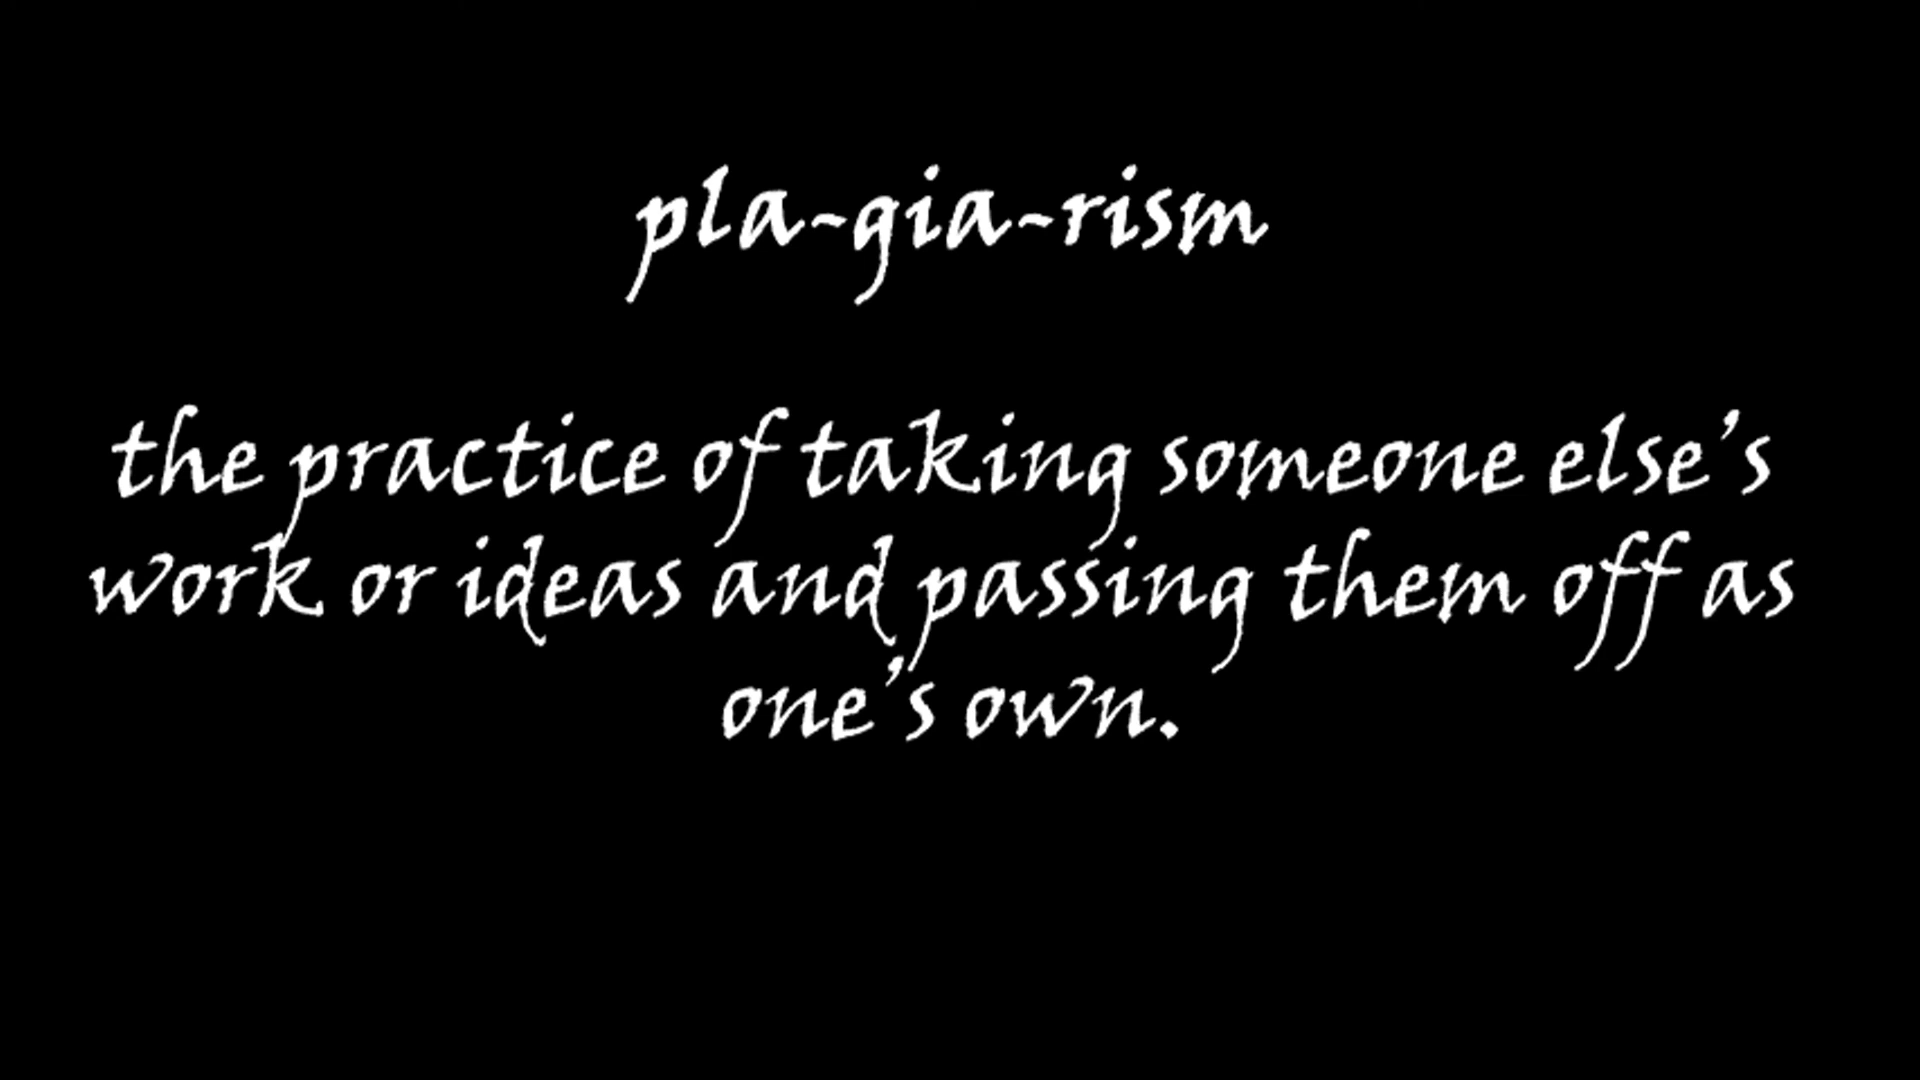 pla-gia-rism
the practice of taking someone else's
work or ideas and passing them off as
one's own.